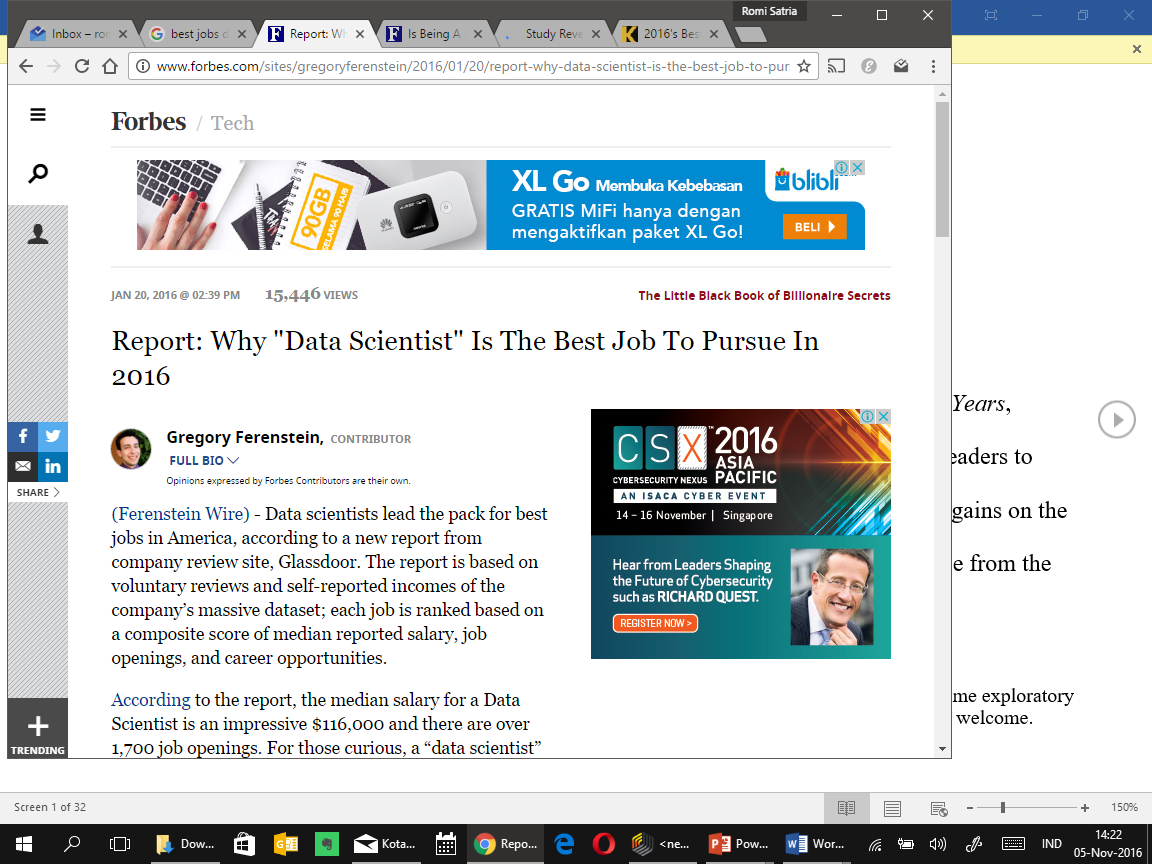 Romi Satria
Inbox – ror
best jobs d
Report: Wh
Is Being A
Study Reve
2016's Bes
www.forbes.com/sites/gregoryferenstein/2016/01/20/report-why-data-scientist-is-the-best-job-to-pur
Forbes / Tech
90GB
SELAMA 90 HARI
XL Go Membuka Kebebasan
GRATIS MiFi hanya dengan
mengaktifkan paket XL Go!
blibli
BELI
JAN 20, 2016 @ 02:39 PM 15,446 VIEWS
The Little Black Book of Billionaire Secrets
Report: Why "Data Scientist" Is The Best Job To Pursue In
2016
Gregory Ferenstein, CONTRIBUTOR
FULL BIO
Opinions expressed by Forbes Contributors are their own.
SHARE
(Ferenstein Wire) - Data scientists lead the pack for best
jobs in America, according to a new report from
company review site, Glassdoor. The report is based on
voluntary reviews and self-reported incomes of the
company’s massive dataset; each job is ranked based on
a composite score of median reported salary, job
openings, and career opportunities.
According to the report, the median salary for a Data
Scientist is an impressive $116,000 and there are over
1,700 job openings. For those curious, a “data scientist”
CSX™ 2016
ASIA
PACIFIC
CYBERSECURITY NEXUS
AN ISACA CYBER EVENT
14 – 16 November | Singapore
Hear from Leaders Shaping
the Future of Cybersecurity
such as RICHARD QUEST.
REGISTER NOW >
TRENDING
Years,
eaders to
gains on the
e from the
me exploratory
welcome.
Screen 1 of 32
150%
Dow...
Kota...
Repo...
<ne...
Pow...
Wor...
IND
14:22
05-Nov-2016